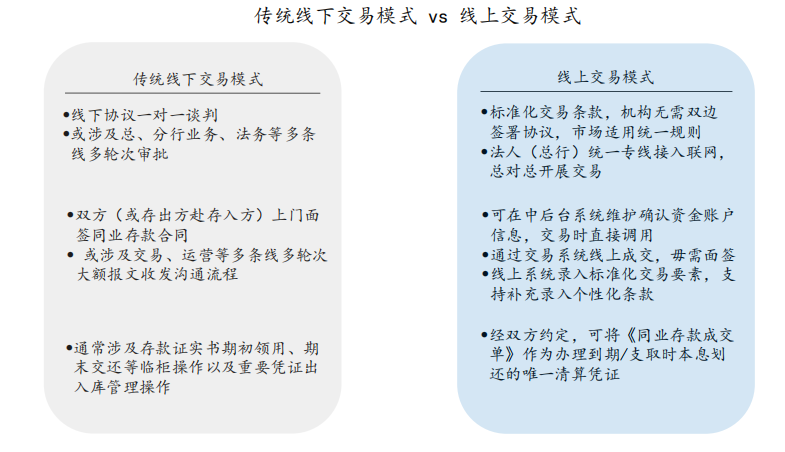 传统线下交易模式 vs 线上交易模式
传统线下交易模式
•线下协议一对一谈判
•或涉及总、分行业务、法务等多条
线多轮次审批
•双方（或存出方赴存入方）上门面
签同业存款合同
• 或涉及交易、运营等多条线多轮次
大额报文收发沟通流程
•通常涉及存款证实书期初领用、期
末交还等临柜操作以及重要凭证出
入库管理操作
线上交易模式
•标准化交易条款，机构无需双边
签署协议，市场适用统一规则
•法人（总行）统一专线接入联网，
总对总开展交易
•可在中后台系统维护确认资金账户
信息，交易时直接调用
•通过交易系统线上成交，毋需面签
•线上系统录入标准化交易要素，支
持补充录入个性化条款
•经双方约定，可将《同业存款成交
单》作为办理到期/支取时本息划
还的唯一清算凭证